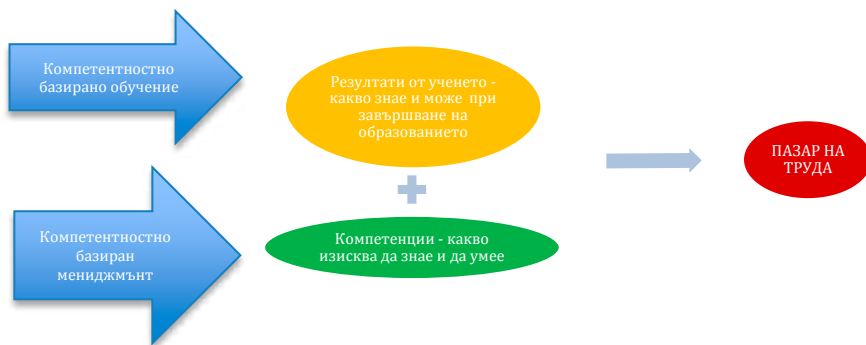 Компетентностно
базирано обучение
Резултати от ученето -
какво знае и може при
завършване на
образованието
ПАЗАР НА
ТРУДА
Компетентностно
базиран
мениджмънт
Компетенции - какво
изисква да знае и да умее